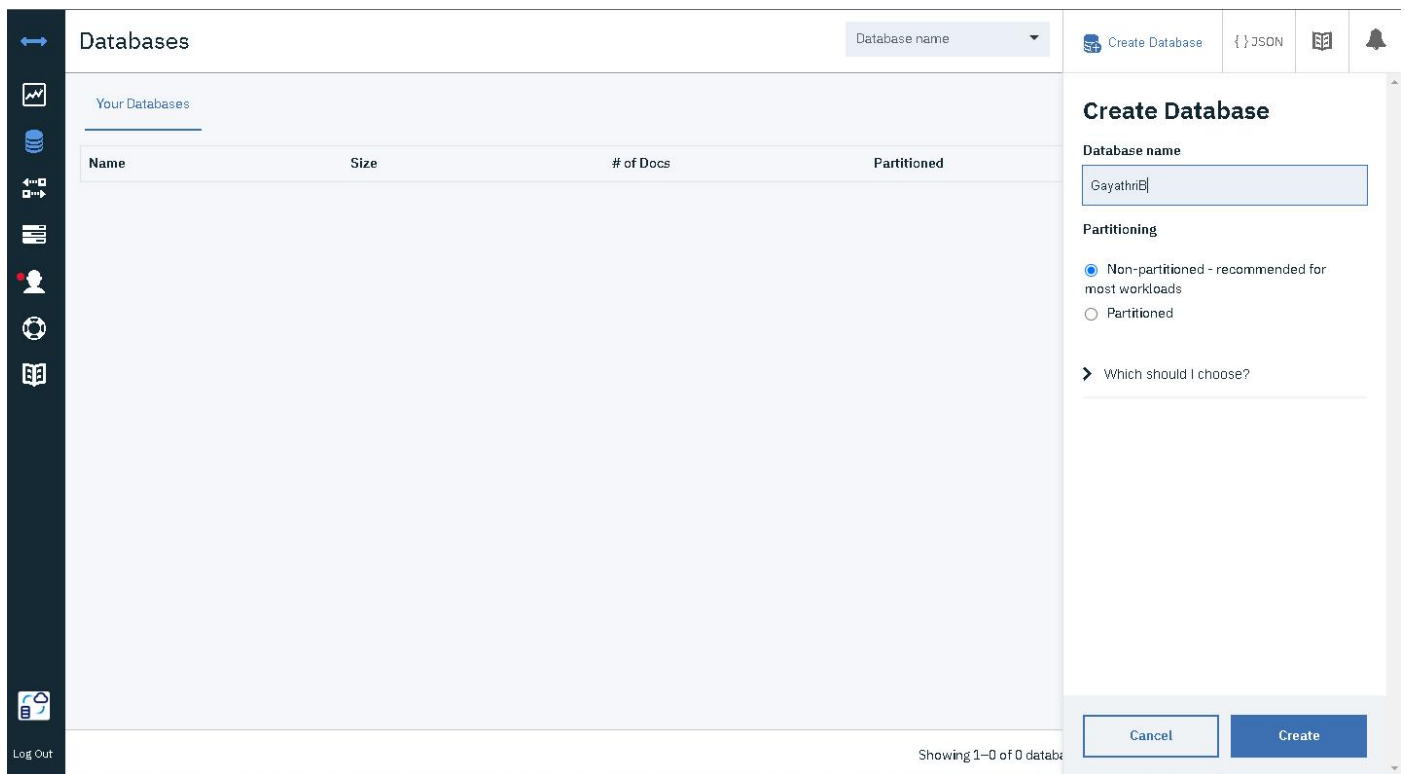 Databases
Database name
Create Database
{ } JSON
Your Databases
Name Size # of Docs Partitioned
Create Database
Database name
GayathriB
Partitioning
Non-partitioned - recommended for
most workloads
Partitioned
Which should I choose?
Cancel
Create
Log Out
Showing 1–0 of 0 databa